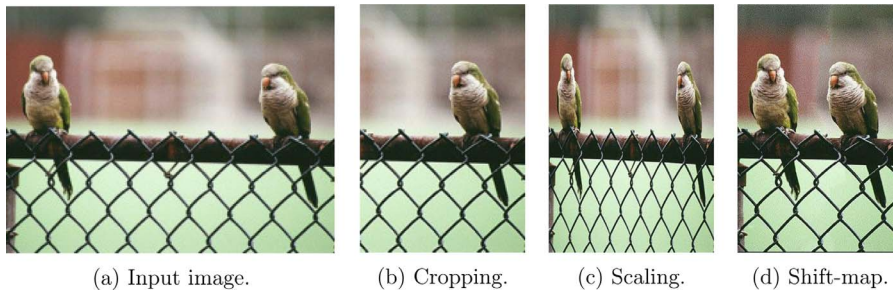 (a) Input image.
(b) Cropping.
(c) Scaling.
(d) Shift-map.